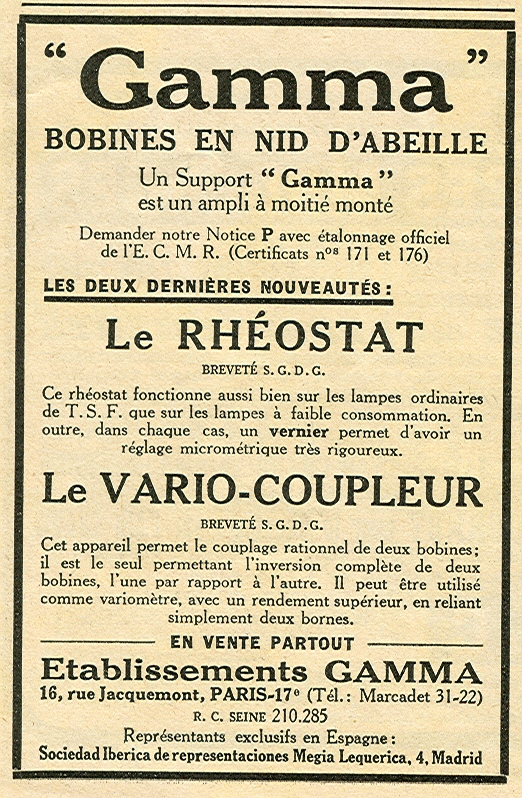 “Gamma”
BOBINES EN NID D'ABEILLE
Un Support “Gamma”
est un ampli à moitié monté
Demander notre Notice P avec étalonnage officiel
de l'E. C. M. R. (Certificats nos 171 et 176)
LES DEUX DERNIÈRES NOUVEAUTÉS :
Le RHÉOSTAT
BREVETÉ S. G. D. G.
Ce rhéostat fonctionne aussi bien sur les lampes ordinaires
de T. S. F. que sur les lampes à faible consommation. En
outre, dans chaque cas, un vernier permet d'avoir un
réglage micrométrique très rigoureux.
Le VARIO-COUPLEUR
BREVETÉ S. G. D. G.
Cet appareil permet le couplage rationnel de deux bobines;
il est le seul permettant l'inversion complète de deux
bobines, l'une par rapport à l'autre. Il peut être utilisé
comme variomètre, avec un rendement supérieur, en reliant
simplement deux bornes.
EN VENTE PARTOUT
Etablissements GAMMA
16, rue Jacquemont, PARIS-17e (Tél.: Marcadet 31-22)
R. C. SEINE 210.285
Représentants exclusifs en Espagne :
Sociedad Iberica de representaciones Megia Lequerica, 4, Madrid